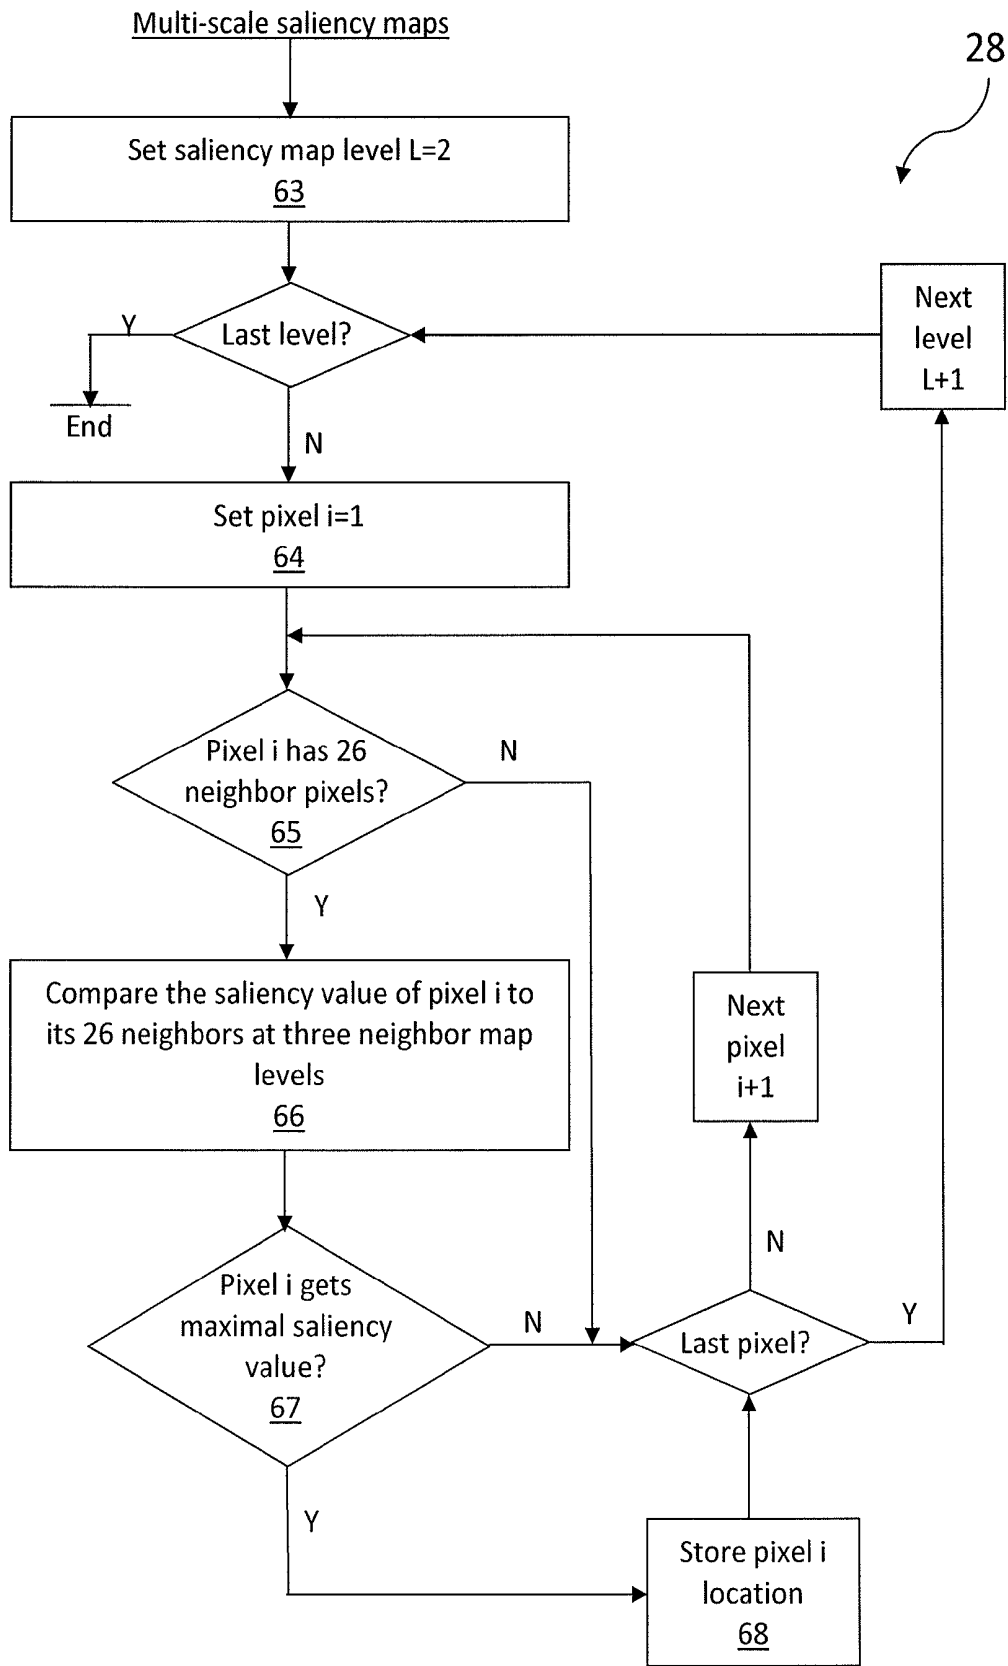 Multi-scale saliency maps
28
Set saliency map level L=2
63
Last level?
Y
End
N
Next
level
L+1
Set pixel i=1
64
Pixel i has 26
neighbor pixels?
65
N
Y
Compare the saliency value of pixel i to
its 26 neighbors at three neighbor map
levels
66
Next
pixel
i+1
N
Pixel i gets
maximal saliency
value?
67
N
Last pixel?
Y
Y
Store pixel i
location
68